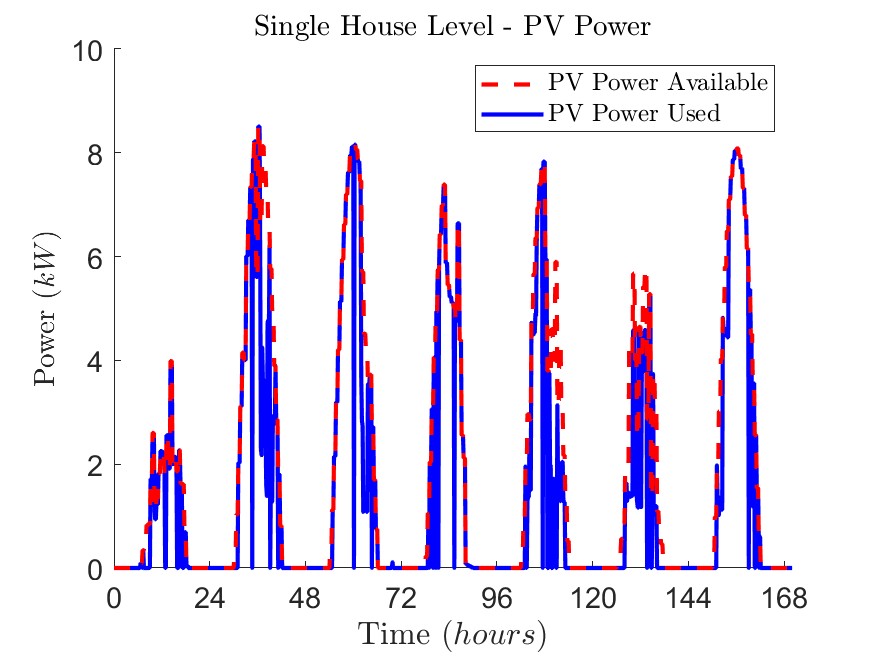 Single House Level - PV Power
PV Power Available
PV Power Used
Power (kW)
10
8
6
4
2
0
0 24 48 72 96 120 144 168
Time (hours)